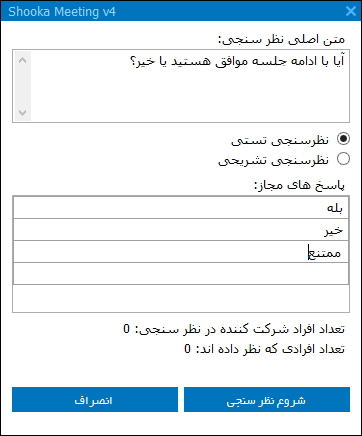 Shooka Meeting v4
متن اصلی نظر سنجی:
آیا با ادامه جلسه موافق هستید یا خیر؟
نظرسنجی تستی
نظرسنجی تشریحی
پاسخ های مجاز:
بله
خیر
ممتنع
تعداد افراد شرکت کننده در نظر سنجی: 0
تعداد افرادی که نظر داده اند: 0
شروع نظر سنجی
انصراف